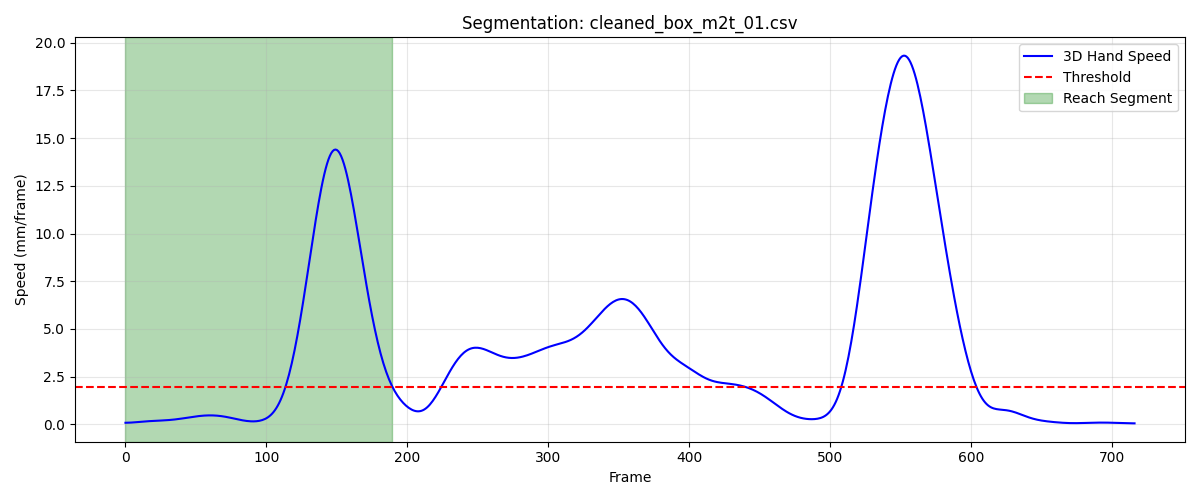 Segmentation: cleaned_box_m2t_01.csv
20.0
17.5
15.0
12.5
10.0
7.5
5.0
2.5
0.0
Speed (mm/frame)
3D Hand Speed
Threshold
Reach Segment
0 100 200 300 400 500 600 700
Frame